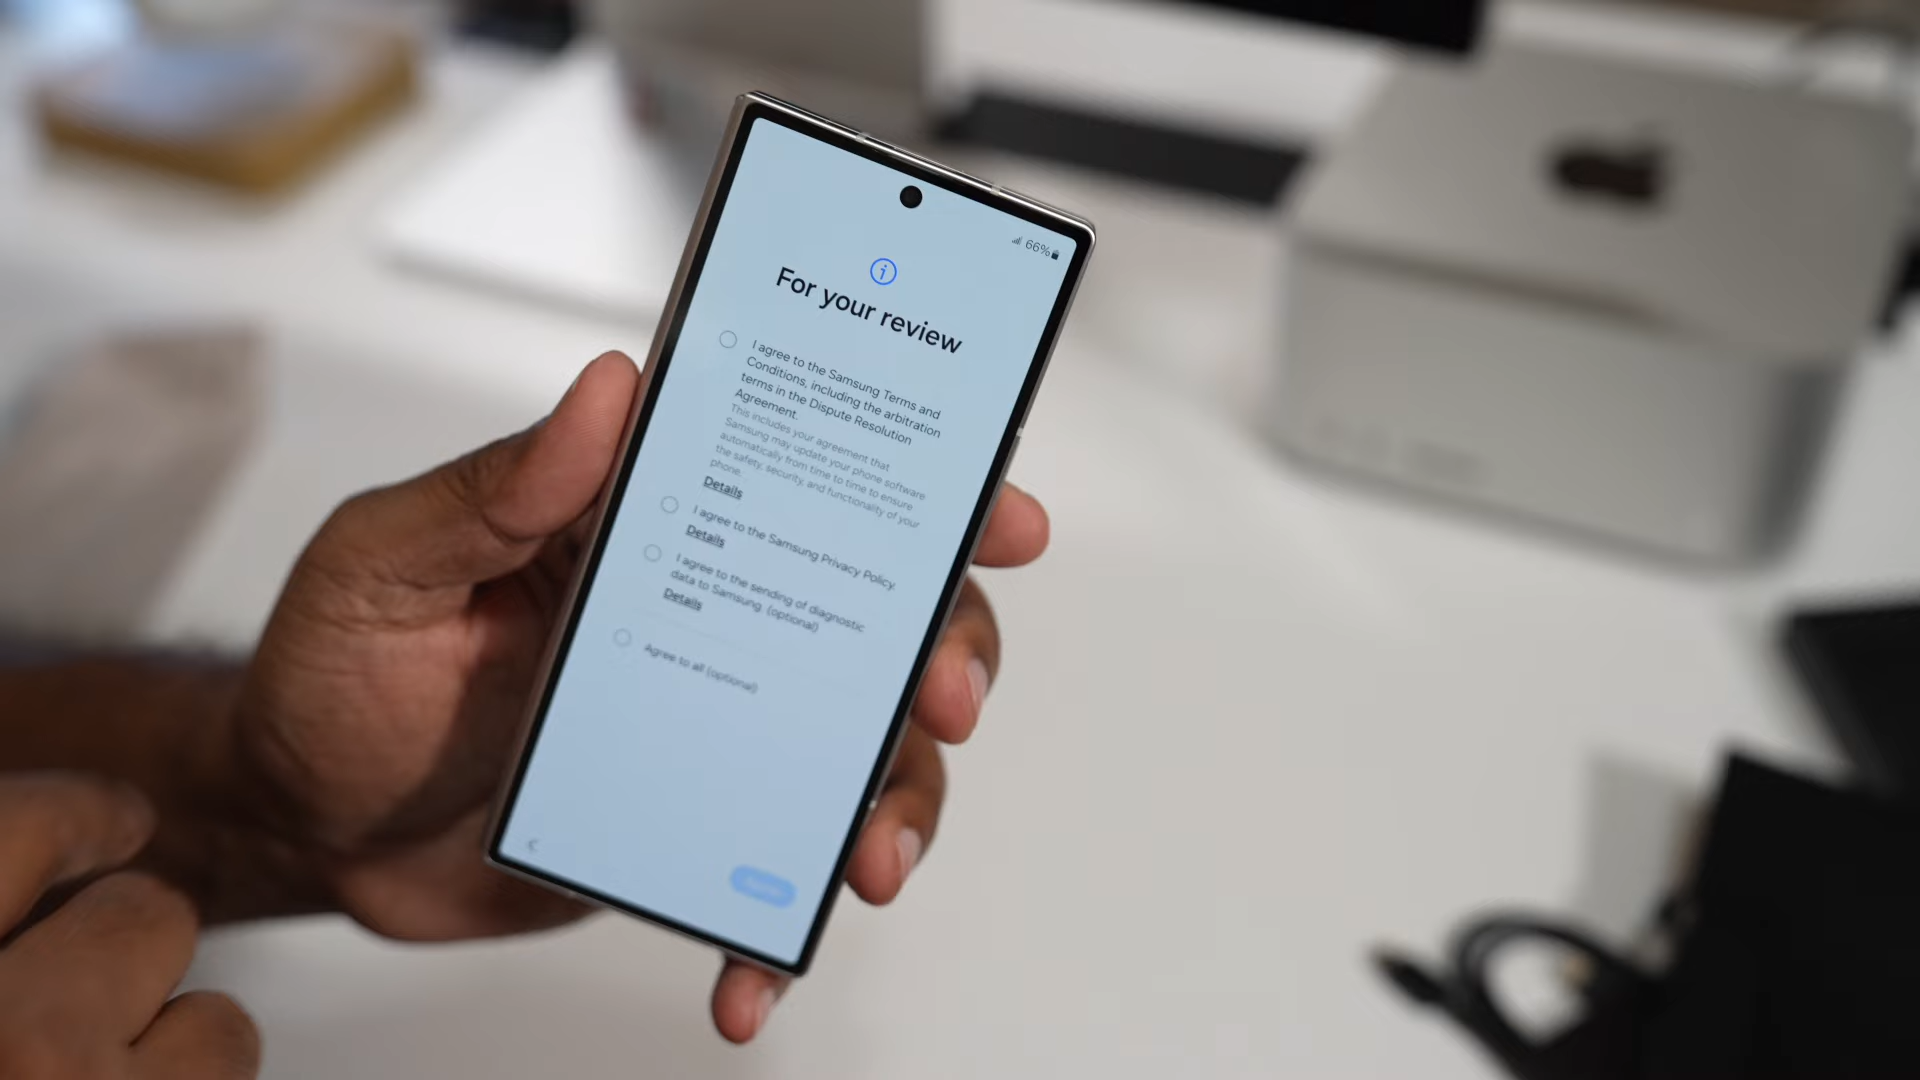 66%
For your review
I agree to the Samsung Terms and
Conditions, including the arbitration
terms in the Dispute Resolution
Agreement.
This includes your agreement that
Samsung may update your phone software
automatically from time to time to ensure
the safety, security, and functionality of your
phone.
Details
I agree to the Samsung Privacy Policy.
Details
I agree to the sending of diagnostic
data to Samsung. (optional)
Details
Agree to all (optional)